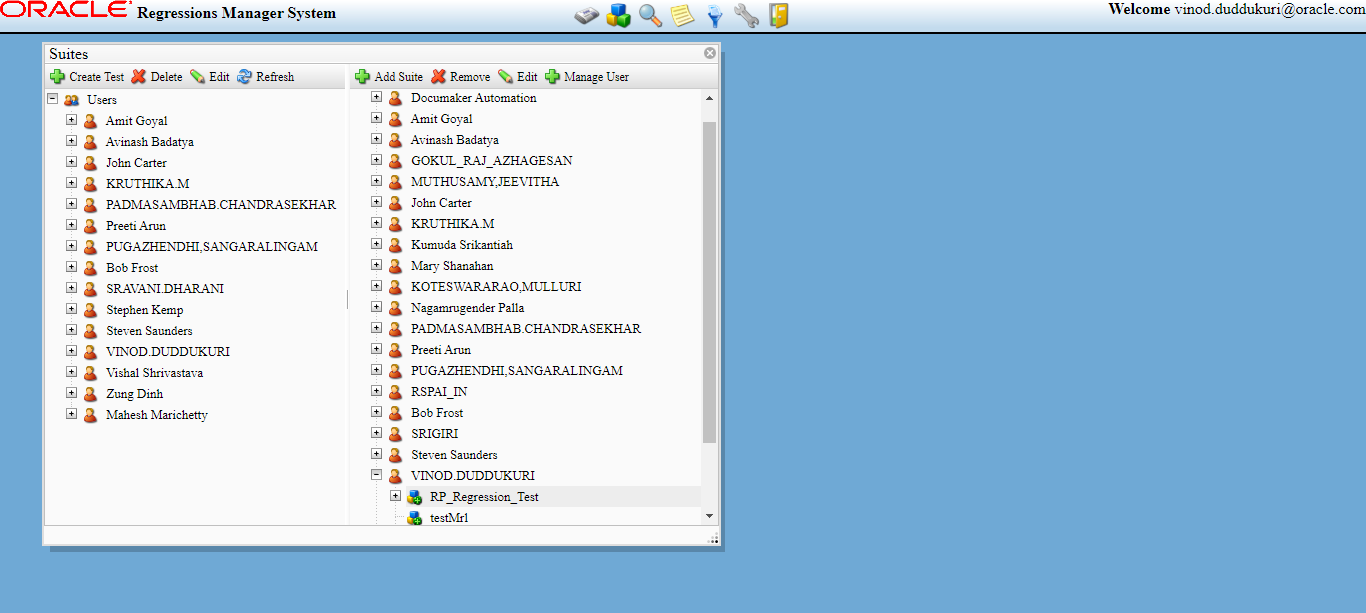 ORACLE Regressions Manager System
Welcome vinod.duddukuri@oracle.com
Suites
Create Test Delete Edit Refresh
Users
Amit Goyal
Avinash Badatya
John Carter
KRUTHIKA.M
PADMASAMBHAB.CHANDRASEKHAR
Preeti Arun
PUGAZHENDHI,SANGARALINGAM
Bob Frost
SRAVANI.DHARANI
Stephen Kemp
Steven Saunders
VINOD.DUDDUKURI
Vishal Shrivastava
Zung Dinh
Mahesh Marichetty
Add Suite Remove Edit Manage User
Documaker Automation
Amit Goyal
Avinash Badatya
GOKUL_RAJ_AZHAGESAN
MUTHUSAMY,JEEVITHA
John Carter
KRUTHIKA.M
Kumuda Srikantiah
Mary Shanahan
KOTESWARARAO,MULLURI
Nagamrugender Palla
PADMASAMBHAB.CHANDRASEKHAR
Preeti Arun
PUGAZHENDHI,SANGARALINGAM
RSPAI_IN
Bob Frost
SRIGIRI
Steven Saunders
VINOD.DUDDUKURI
RP_Regression_Test
testMr1